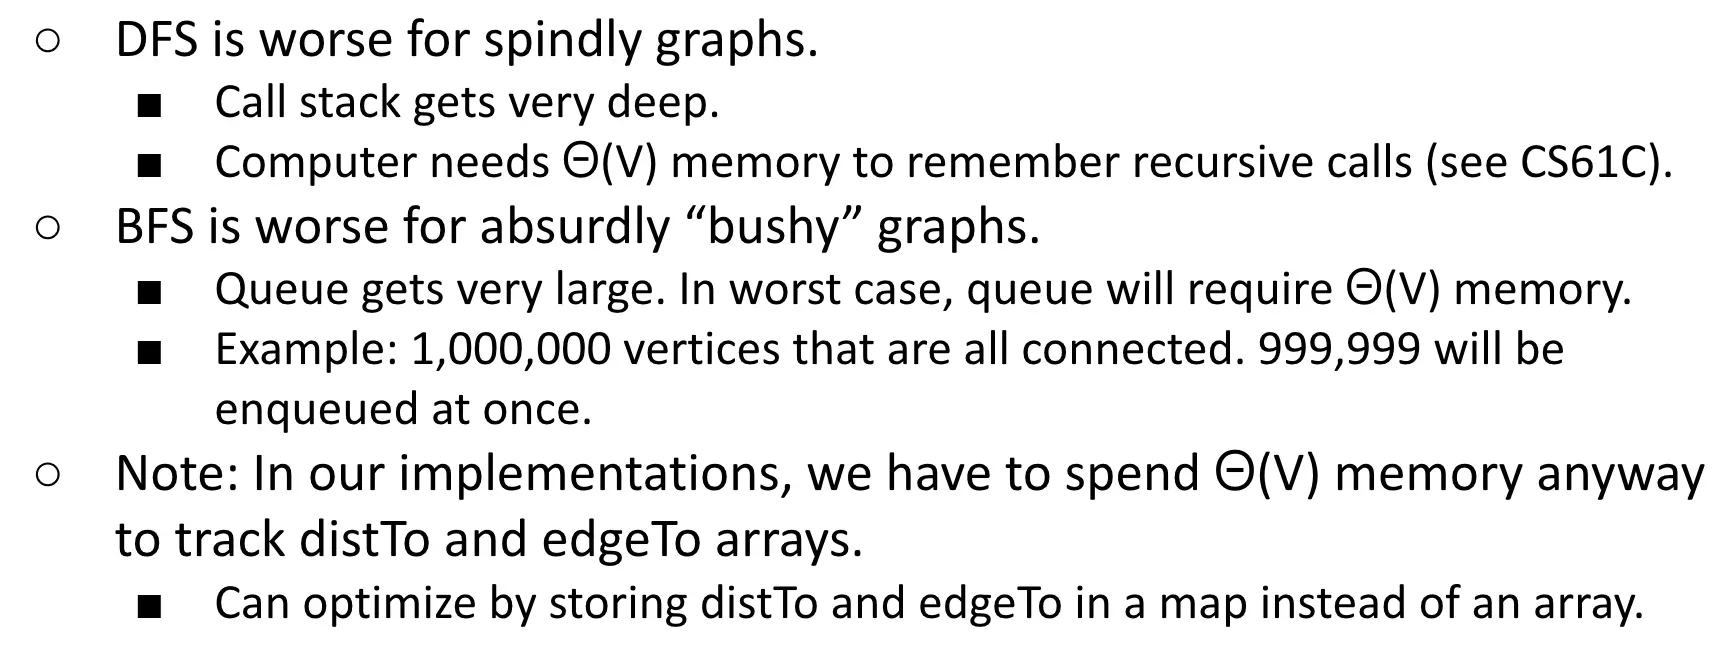 ○ DFS is worse for spindly graphs.
■ Call stack gets very deep.
■ Computer needs Θ(V) memory to remember recursive calls (see CS61C).
○ BFS is worse for absurdly “bushy” graphs.
■ Queue gets very large. In worst case, queue will require Θ(V) memory.
■ Example: 1,000,000 vertices that are all connected. 999,999 will be
enqueued at once.
○ Note: In our implementations, we have to spend Θ(V) memory anyway
to track distTo and edgeTo arrays.
■ Can optimize by storing distTo and edgeTo in a map instead of an array.